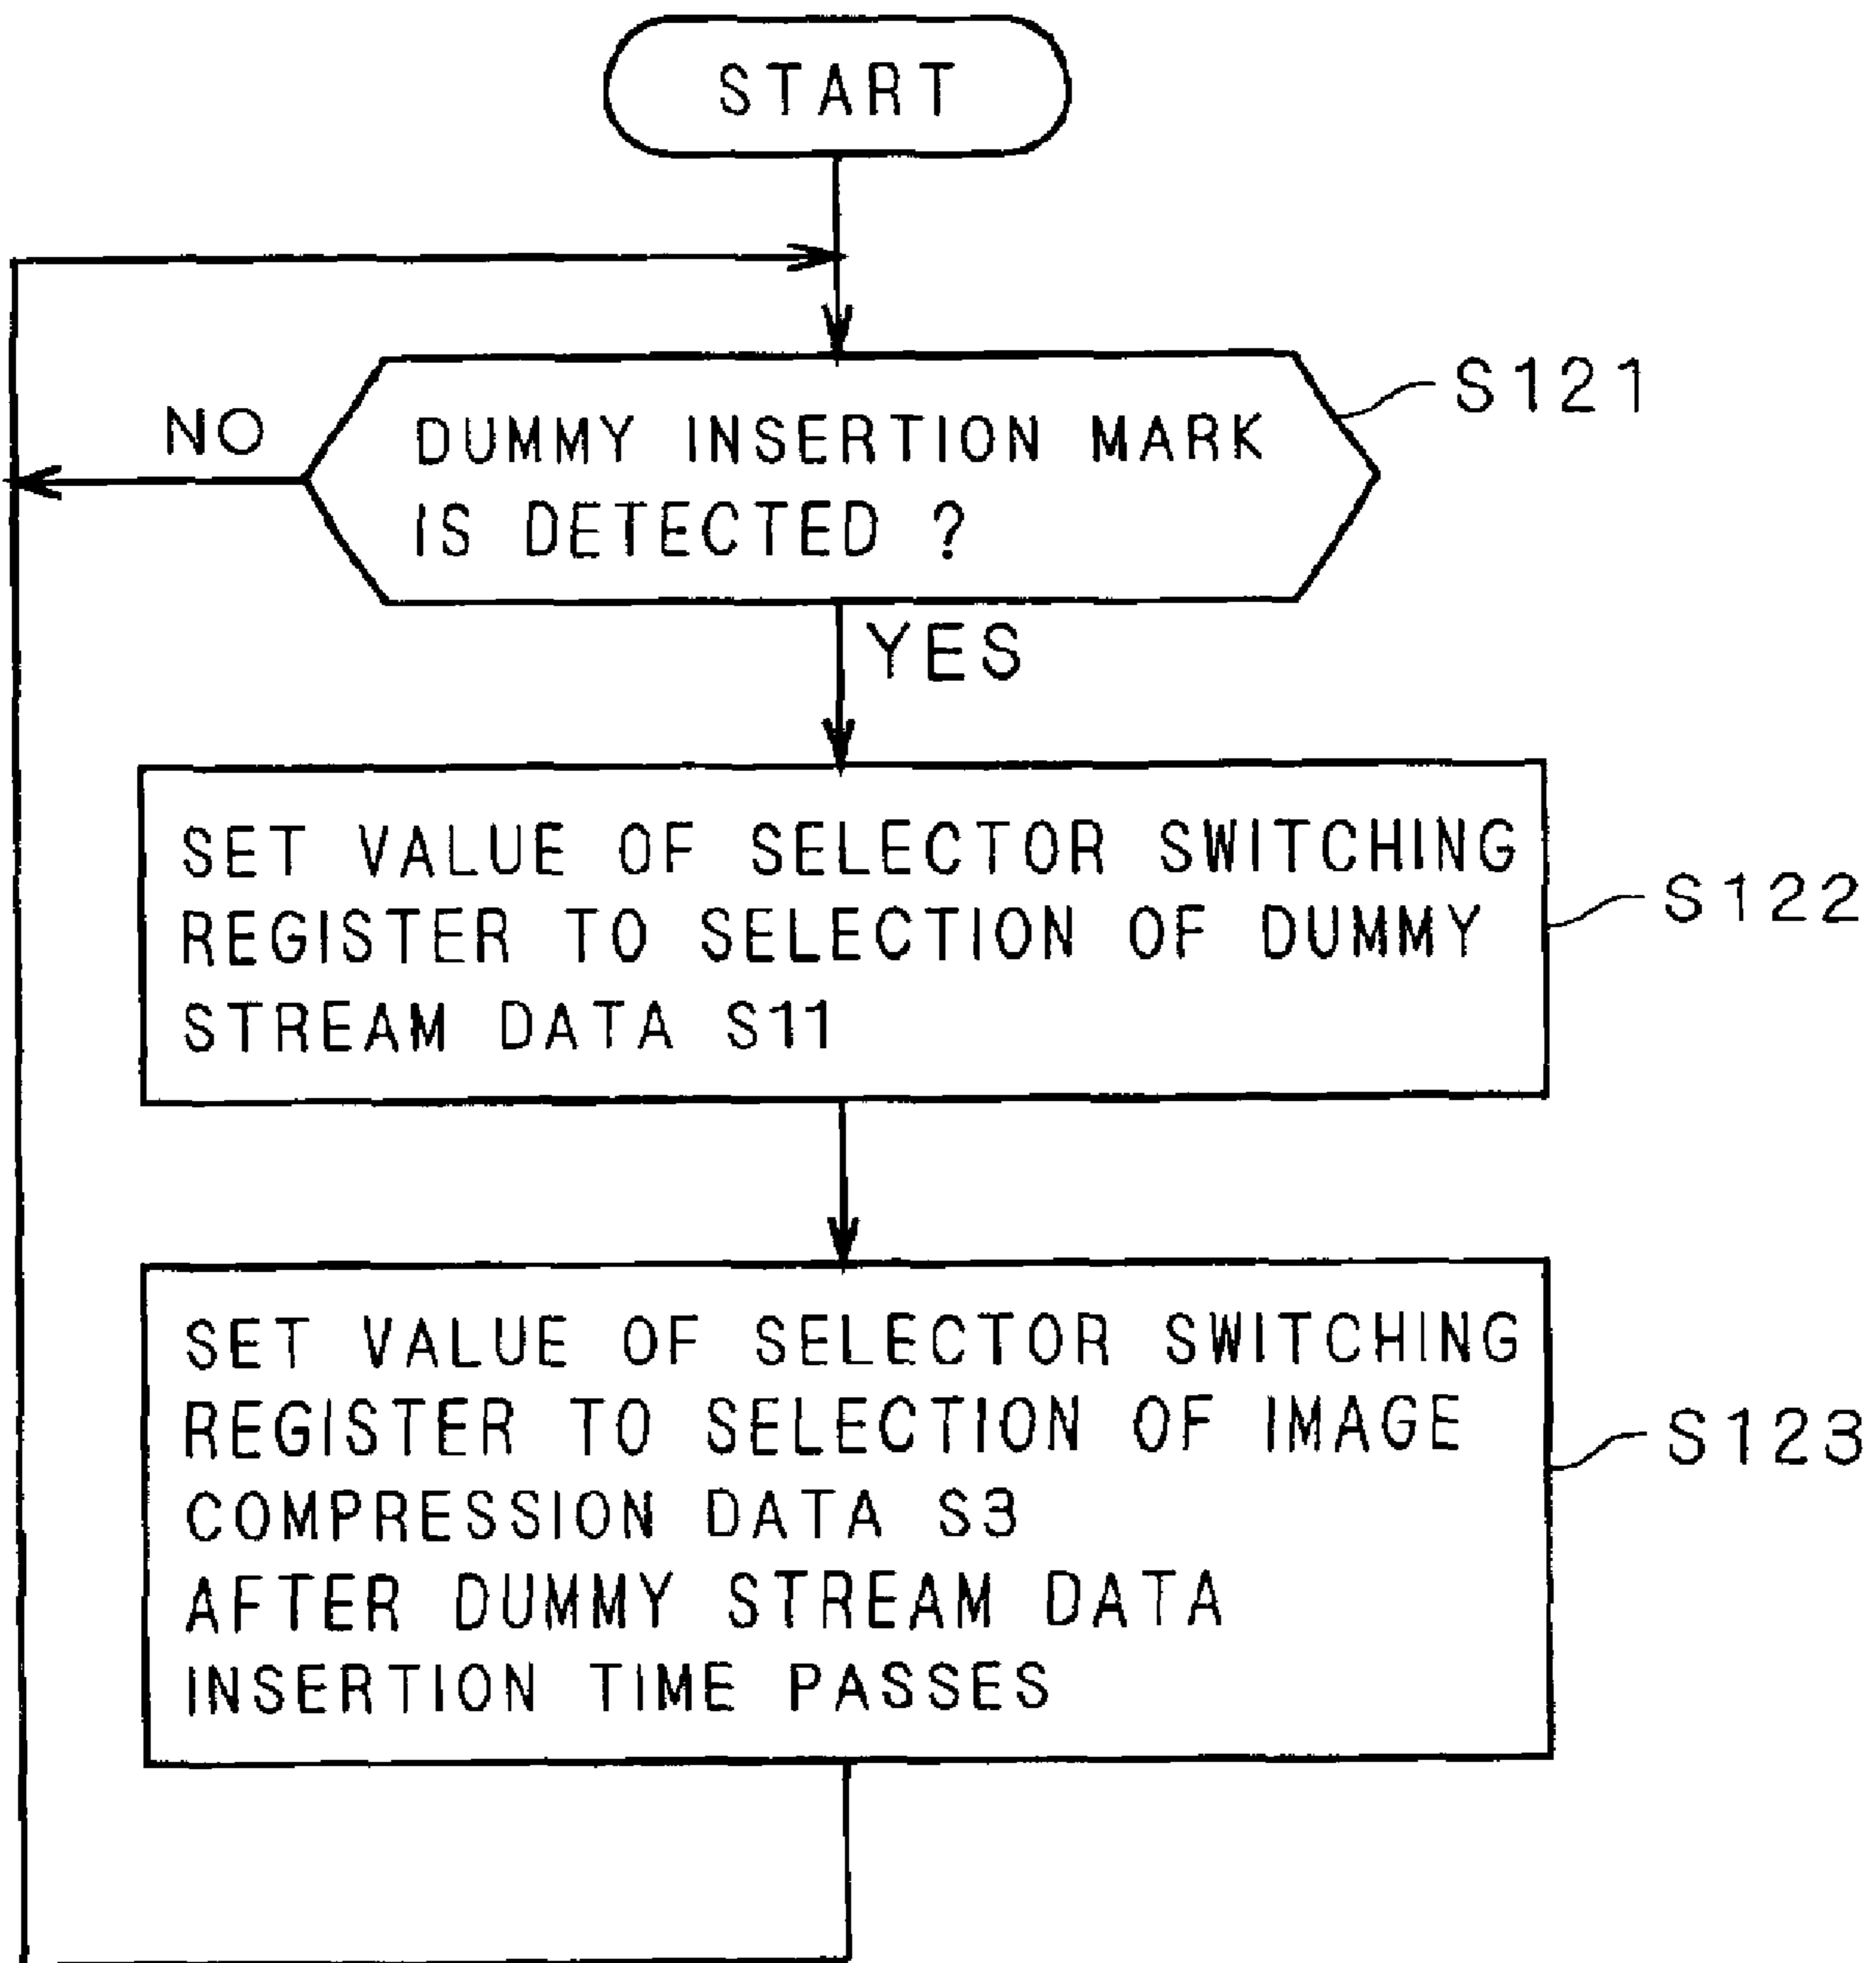 START
NO
DUMMY INSERTION MARK
IS DETECTED ?
S121
YES
SET VALUE OF SELECTOR SWITCHING
REGISTER TO SELECTION OF DUMMY
STREAM DATA S11
S122
SET VALUE OF SELECTOR SWITCHING
REGISTER TO SELECTION OF IMAGE
COMPRESSION DATA S3
AFTER DUMMY STREAM DATA
INSERTION TIME PASSES
S123